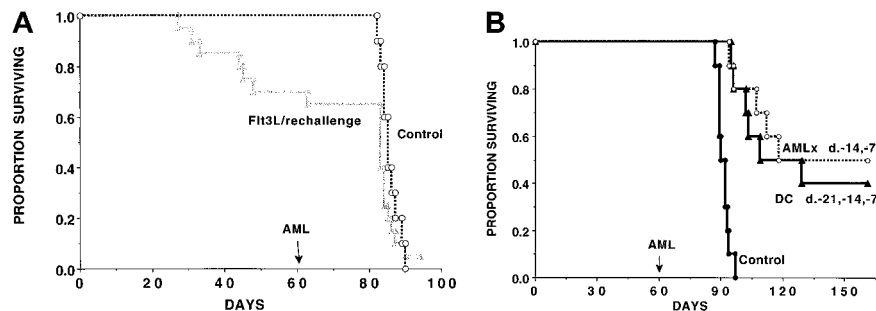 A
PROPORTION SURVIVING
1.0
0.8
0.6
0.4
0.2
0.0
Flt3L/rechallenge
Control
AML
0 20 40 60 80 100
DAYS
B
PROPORTION SURVIVING
1.0
0.8
0.6
0.4
0.2
0.0
AMLx d.-14,-7
DC d.-21,-14,-7
AML
Control
0 30 60 90 120 150
DAYS